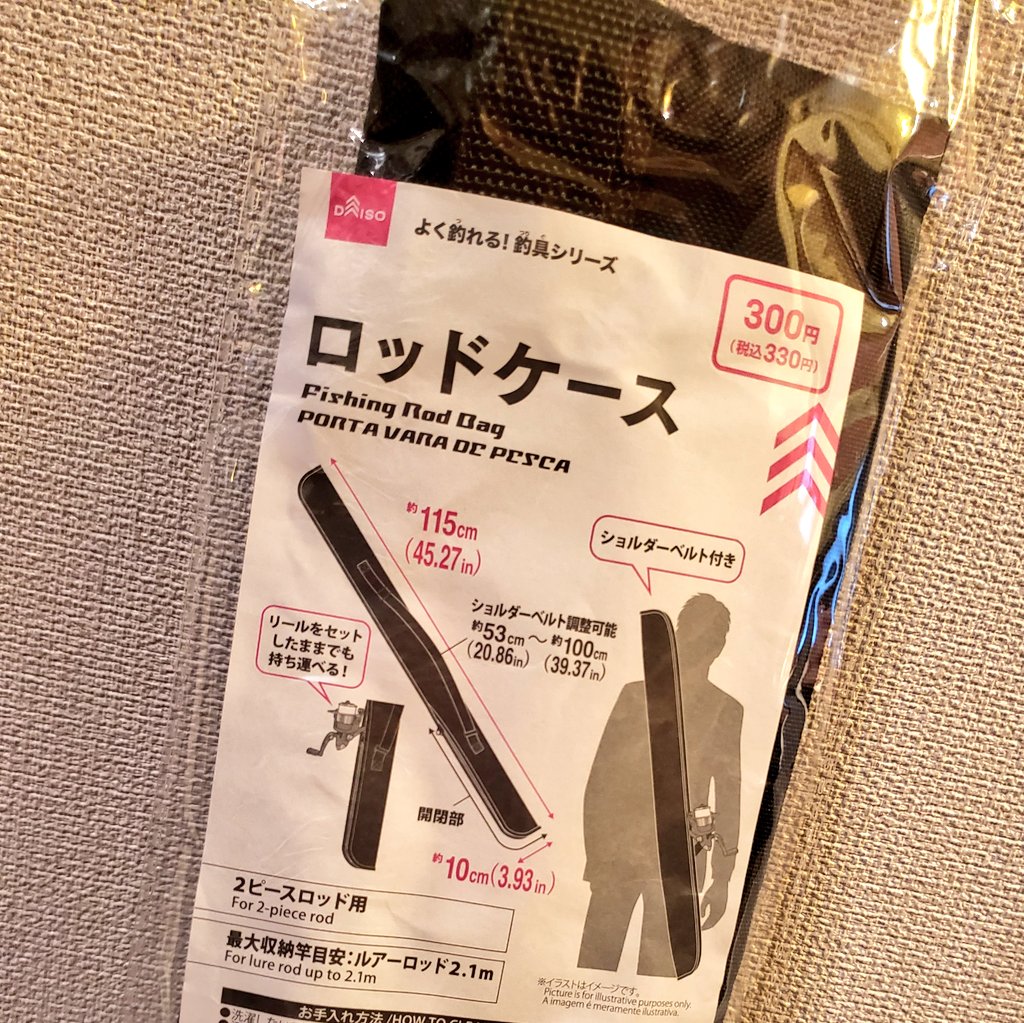 DAISO
よく釣れる!釣具シリーズ
300円
(税込330円)
ロッドケース
Fishing Rod Bag
PORTA VARA DE PESCA
約115cm
(45.27in)
ショルダーベルト付き
ショルダーベルト調整可能
約53cm～約100cm
(20.86in) (39.37in)
リールをセット
したままでも
持ち運べる!
開閉部
約10cm(3.93in)
2ピースロッド用
For 2-piece rod
最大収納竿目安:ルアーロッド2.1m
For lure rod up to 2.1m
※イラストはイメージです。
Picture is for illustrative purposes only.
A imagem é meramente ilustrativa.
お手入れ方法/HOW TO